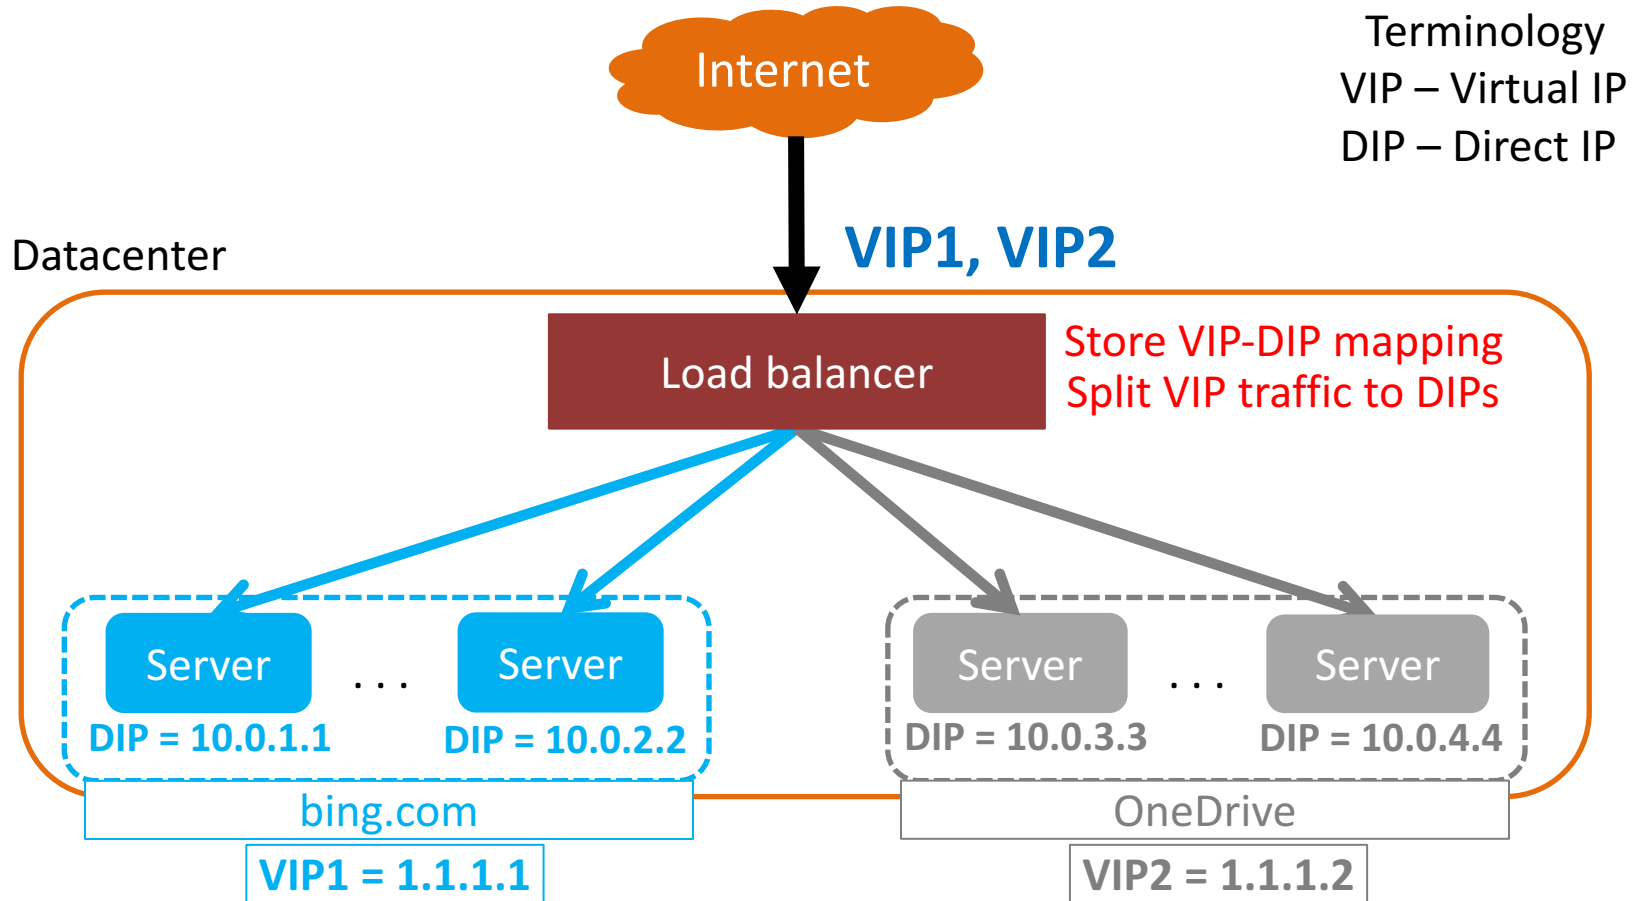 Internet
Terminology
VIP – Virtual IP
DIP – Direct IP
VIP1, VIP2
Datacenter
Load balancer
Store VIP-DIP mapping
Split VIP traffic to DIPs
Server
. . .
Server
Server
. . .
Server
DIP = 10.0.1.1
DIP = 10.0.2.2
DIP = 10.0.3.3
DIP = 10.0.4.4
bing.com
OneDrive
VIP1 = 1.1.1.1
VIP2 = 1.1.1.2